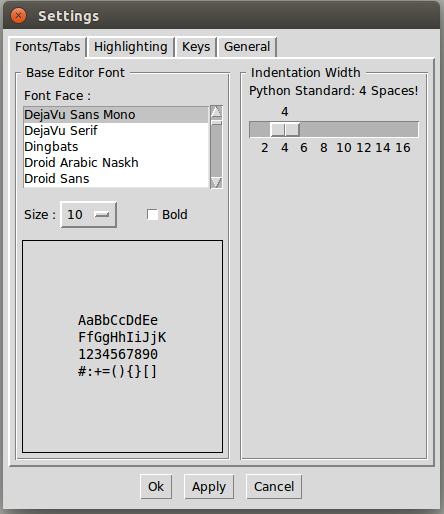 Settings
Fonts/Tabs Highlighting Keys General
Base Editor Font
Font Face :
DejaVu Sans Mono
DejaVu Serif
Dingbats
Droid Arabic Naskh
Droid Sans
Size : 10 Bold
AaBbCcDdEe
FfGgHhIiJjK
1234567890
#:+=(){}[]
Indentation Width
Python Standard: 4 Spaces!
4
2 4 6 8 10 12 14 16
Ok Apply Cancel